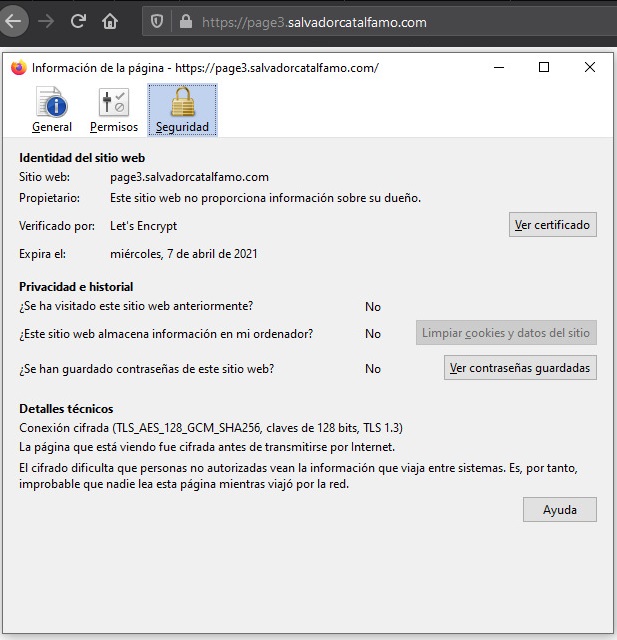 https://page3.salvadorcatalfamo.com
Información de la página - https://page3.salvadorcatalfamo.com/
General Permisos Seguridad
Identidad del sitio web
Sitio web: page3.salvadorcatalfamo.com
Propietario: Este sitio web no proporciona información sobre su dueño.
Verificado por: Let's Encrypt Ver certificado
Expira el: miércoles, 7 de abril de 2021
Privacidad e historial
¿Se ha visitado este sitio web anteriormente? No
¿Este sitio web almacena información en mi ordenador? No Limpiar cookies y datos del sitio
¿Se han guardado contraseñas de este sitio web? No Ver contraseñas guardadas
Detalles técnicos
Conexión cifrada (TLS_AES_128_GCM_SHA256, claves de 128 bits, TLS 1.3)
La página que está viendo fue cifrada antes de transmitirse por Internet.
El cifrado dificulta que personas no autorizadas vean la información que viaja entre sistemas. Es, por tanto,
improbable que nadie lea esta página mientras viajó por la red.
Ayuda